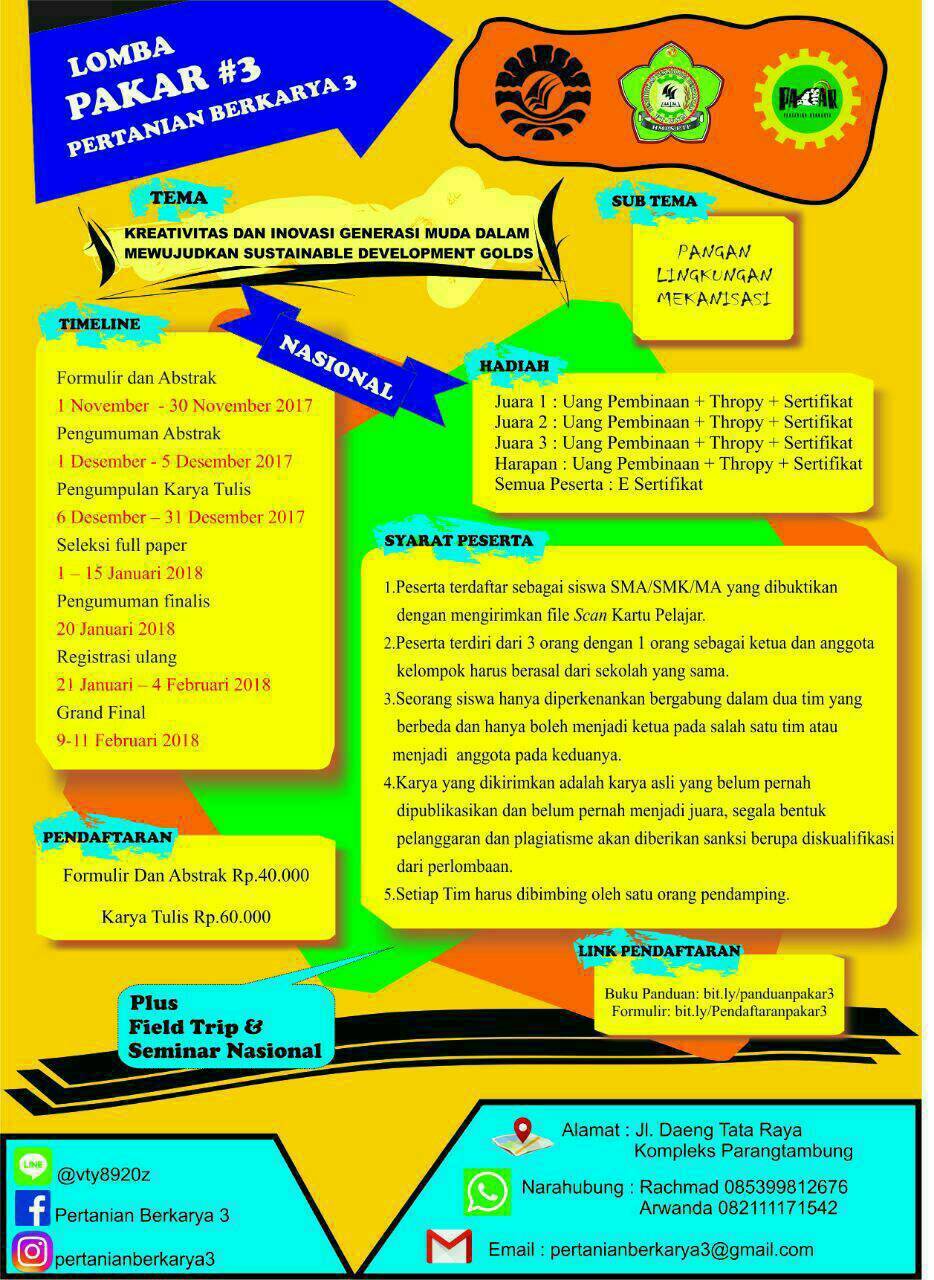 LOMBA
PAKAR #3
PERTANIAN BERKARYA 3
PAKAR
PERTANIAN BERKARYA
TEMA
KREATIVITAS DAN INOVASI GENERASI MUDA DALAM
MEWUJUDKAN SUSTAINABLE DEVELOPMENT GOLDS
SUB TEMA
PANGAN
LINGKUNGAN
MEKANISASI
NASIONAL
TIMELINE
Formulir dan Abstrak
1 November - 30 November 2017
Pengumuman Abstrak
1 Desember - 5 Desember 2017
Pengumpulan Karya Tulis
6 Desember – 31 Desember 2017
Seleksi full paper
1 – 15 Januari 2018
Pengumuman finalis
20 Januari 2018
Registrasi ulang
21 Januari – 4 Februari 2018
Grand Final
9-11 Februari 2018
HADIAH
Juara 1 : Uang Pembinaan + Thropy + Sertifikat
Juara 2 : Uang Pembinaan + Thropy + Sertifikat
Juara 3 : Uang Pembinaan + Thropy + Sertifikat
Harapan : Uang Pembinaan + Thropy + Sertifikat
Semua Peserta : E Sertifikat
SYARAT PESERTA
1.Peserta terdaftar sebagai siswa SMA/SMK/MA yang dibuktikan
dengan mengirimkan file Scan Kartu Pelajar.
2.Peserta terdiri dari 3 orang dengan 1 orang sebagai ketua dan anggota
kelompok harus berasal dari sekolah yang sama.
3.Seorang siswa hanya diperkenankan bergabung dalam dua tim yang
berbeda dan hanya boleh menjadi ketua pada salah satu tim atau
menjadi anggota pada keduanya.
4.Karya yang dikirimkan adalah karya asli yang belum pernah
dipublikasikan dan belum pernah menjadi juara, segala bentuk
pelanggaran dan plagiatisme akan diberikan sanksi berupa diskualifikasi
dari perlombaan.
5.Setiap Tim harus dibimbing oleh satu orang pendamping.
PENDAFTARAN
Formulir Dan Abstrak Rp.40.000
Karya Tulis Rp.60.000
LINK PENDAFTARAN
Buku Panduan: bit.ly/panduanpakar3
Formulir: bit.ly/Pendaftaranpakar3
Plus
Field Trip &
Seminar Nasional
LINE
@vty8920z
Pertanian Berkarya 3
pertanianberkarya3
Alamat : Jl. Daeng Tata Raya
Kompleks Parangtambung
Narahubung : Rachmad 085399812676
Arwanda 082111171542
Email : pertanianberkarya3@gmail.com